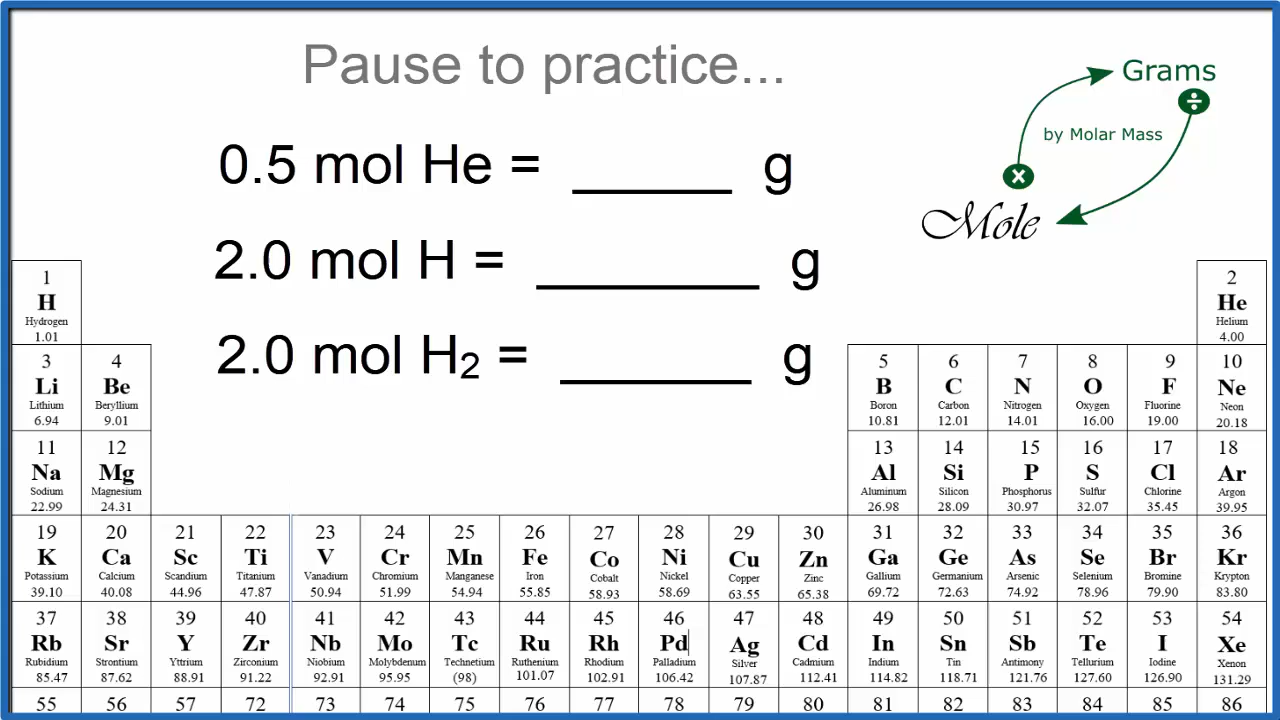 Pause to practice...
Grams
÷
by Molar Mass
x
Mole
0.5 mol He = ______ g
2.0 mol H = ________ g
2.0 mol H₂ = _______ g
1 2
H He
Hydrogen Helium
1.01 4.00
3 4 5 6 7 8 9 10
Li Be B C N O F Ne
Lithium Beryllium Boron Carbon Nitrogen Oxygen Fluorine Neon
6.94 9.01 10.81 12.01 14.01 16.00 19.00 20.18
11 12 13 14 15 16 17 18
Na Mg Al Si P S Cl Ar
Sodium Magnesium Aluminum Silicon Phosphorus Sulfur Chlorine Argon
22.99 24.31 26.98 28.09 30.97 32.07 35.45 39.95
19 20 21 22 23 24 25 26 27 28 29 30 31 32 33 34 35 36
K Ca Sc Ti V Cr Mn Fe Co Ni Cu Zn Ga Ge As Se Br Kr
Potassium Calcium Scandium Titanium Vanadium Chromium Manganese Iron Cobalt Nickel Copper Zinc Gallium Germanium Arsenic Selenium Bromine Krypton
39.10 40.08 44.96 47.87 50.94 51.99 54.94 55.85 58.93 58.69 63.55 65.38 69.72 72.63 74.92 78.96 79.90 83.80
37 38 39 40 41 42 43 44 45 46 47 48 49 50 51 52 53 54
Rb Sr Y Zr Nb Mo Tc Ru Rh Pd Ag Cd In Sn Sb Te I Xe
Rubidium Strontium Yttrium Zirconium Niobium Molybdenum Technetium Ruthenium Rhodium Palladium Silver Cadmium Indium Tin Antimony Tellurium Iodine Xenon
85.47 87.62 88.91 91.22 92.91 95.95 (98) 101.07 102.91 106.42 107.87 112.41 114.82 118.71 121.76 127.60 126.90 131.29
55 56 57 72 73 74 75 76 77 78 79 80 81 82 83 84 85 86